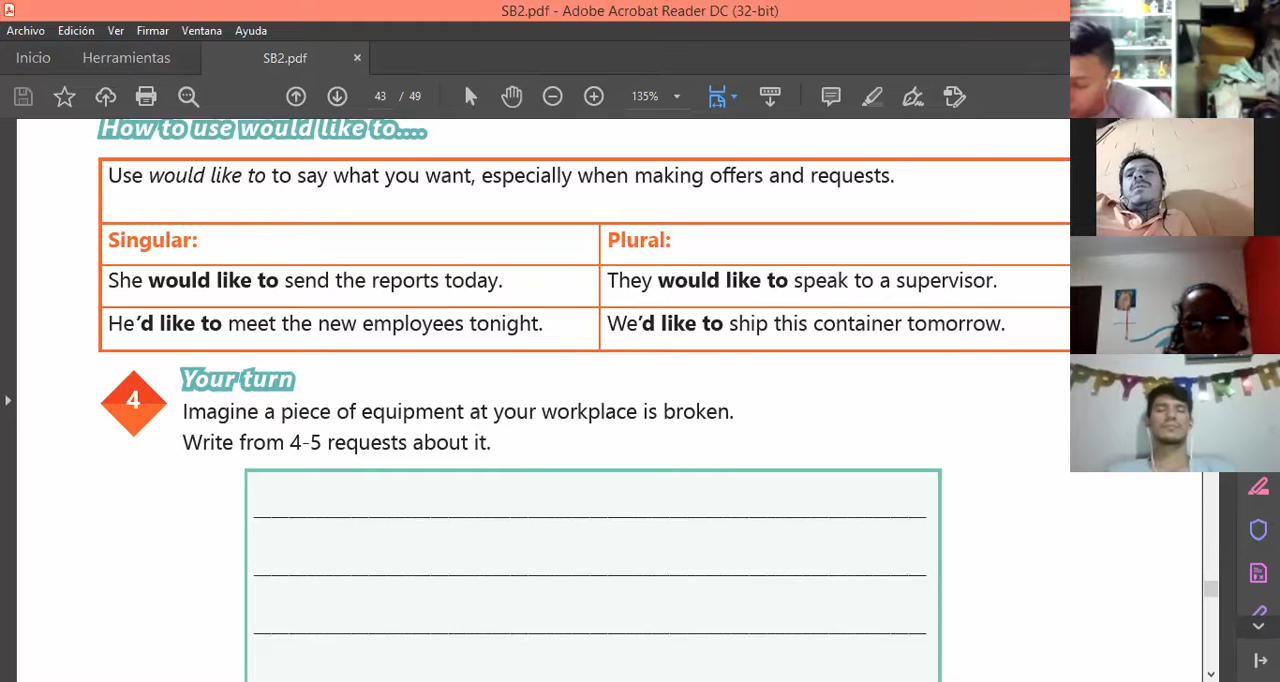 SB2.pdf - Adobe Acrobat Reader DC (32-bit)
Archivo Edición Ver Firmar Ventana Ayuda
Inicio Herramientas SB2.pdf ×
43 / 49 135%
How to use would like to....
Use would like to to say what you want, especially when making offers and requests.
Singular: Plural:
She would like to send the reports today. They would like to speak to a supervisor.
He'd like to meet the new employees tonight. We'd like to ship this container tomorrow.
4 Your turn
Imagine a piece of equipment at your workplace is broken.
Write from 4-5 requests about it.